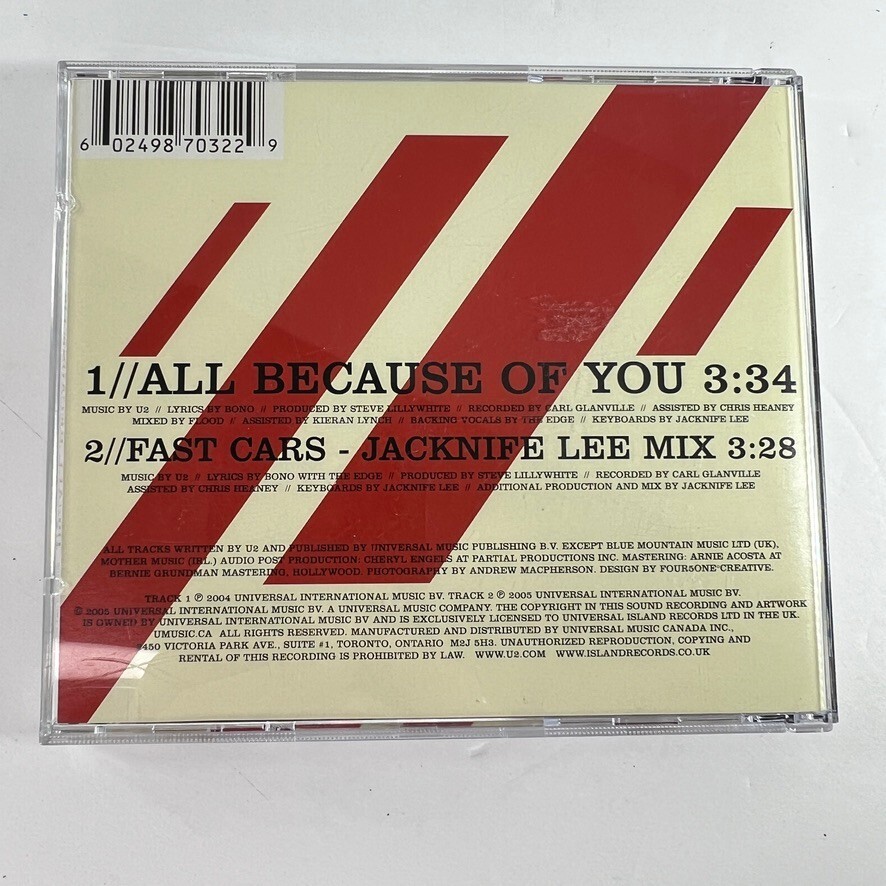 6 02498 70322 9
1//ALL BECAUSE OF YOU 3:34
MUSIC BY U2 // LYRICS BY BONO // PRODUCED BY STEVE LILLYWHITE // RECORDED BY CARL GLANVILLE // ASSISTED BY CHRIS HEANEY
MIXED BY FLOOD // ASSISTED BY KIERAN LYNCH // BACKING VOCALS BY THE EDGE // KEYBOARDS BY JACKNIFE LEE
2//FAST CARS - JACKNIFE LEE MIX 3:28
MUSIC BY U2 // LYRICS BY BONO WITH THE EDGE // PRODUCED BY STEVE LILLYWHITE // RECORDED BY CARL GLANVILLE
ASSISTED BY CHRIS HEANEY // KEYBOARDS BY JACKNIFE LEE // ADDITIONAL PRODUCTION AND MIX BY JACKNIFE LEE
ALL TRACKS WRITTEN BY U2 AND PUBLISHED BY UNIVERSAL MUSIC PUBLISHING B.V. EXCEPT BLUE MOUNTAIN MUSIC LTD (UK),
MOTHER MUSIC (IRL.) AUDIO POST PRODUCTION: CHERYL ENGELS AT PARTIAL PRODUCTIONS INC. MASTERING: ARNIE ACOSTA AT
BERNIE GRUNDMAN MASTERING, HOLLYWOOD. PHOTOGRAPHY BY ANDREW MACPHERSON. DESIGN BY FOUR5ONE°CREATIVE.
TRACK 1 ℗ 2004 UNIVERSAL INTERNATIONAL MUSIC BV. TRACK 2 ℗ 2005 UNIVERSAL INTERNATIONAL MUSIC BV.
© 2005 UNIVERSAL INTERNATIONAL MUSIC BV. A UNIVERSAL MUSIC COMPANY. THE COPYRIGHT IN THIS SOUND RECORDING AND ARTWORK
IS OWNED BY UNIVERSAL INTERNATIONAL MUSIC BV AND IS EXCLUSIVELY LICENSED TO UNIVERSAL ISLAND RECORDS LTD IN THE UK.
UMUSIC.CA ALL RIGHTS RESERVED. MANUFACTURED AND DISTRIBUTED BY UNIVERSAL MUSIC CANADA INC.,
2450 VICTORIA PARK AVE., SUITE #1, TORONTO, ONTARIO M2J 5H3. UNAUTHORIZED REPRODUCTION, COPYING AND
RENTAL OF THIS RECORDING IS PROHIBITED BY LAW. WWW.U2.COM WWW.ISLANDRECORDS.CO.UK